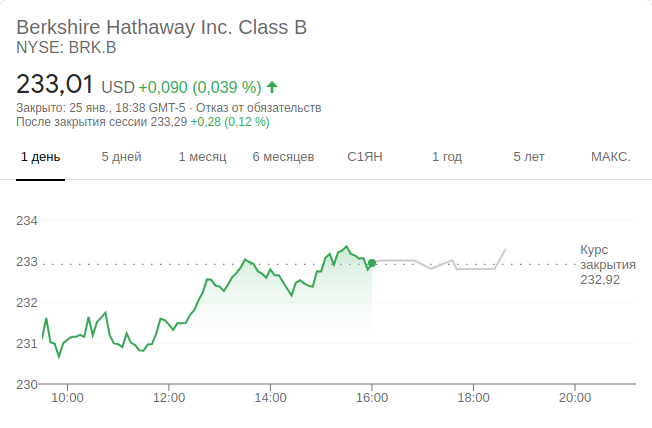 Berkshire Hathaway Inc. Class B
NYSE: BRK.B
233,01 USD +0,090 (0,039 %)
Закрыто: 25 янв., 18:38 GMT-5 · Отказ от обязательств
После закрытия сессии 233,29 +0,28 (0,12 %)
1 день 5 дней 1 месяц 6 месяцев С1ЯН 1 год 5 лет МАКС.
234
233
232
231
230
Курс
закрытия
232,92
10:00 12:00 14:00 16:00 18:00 20:00